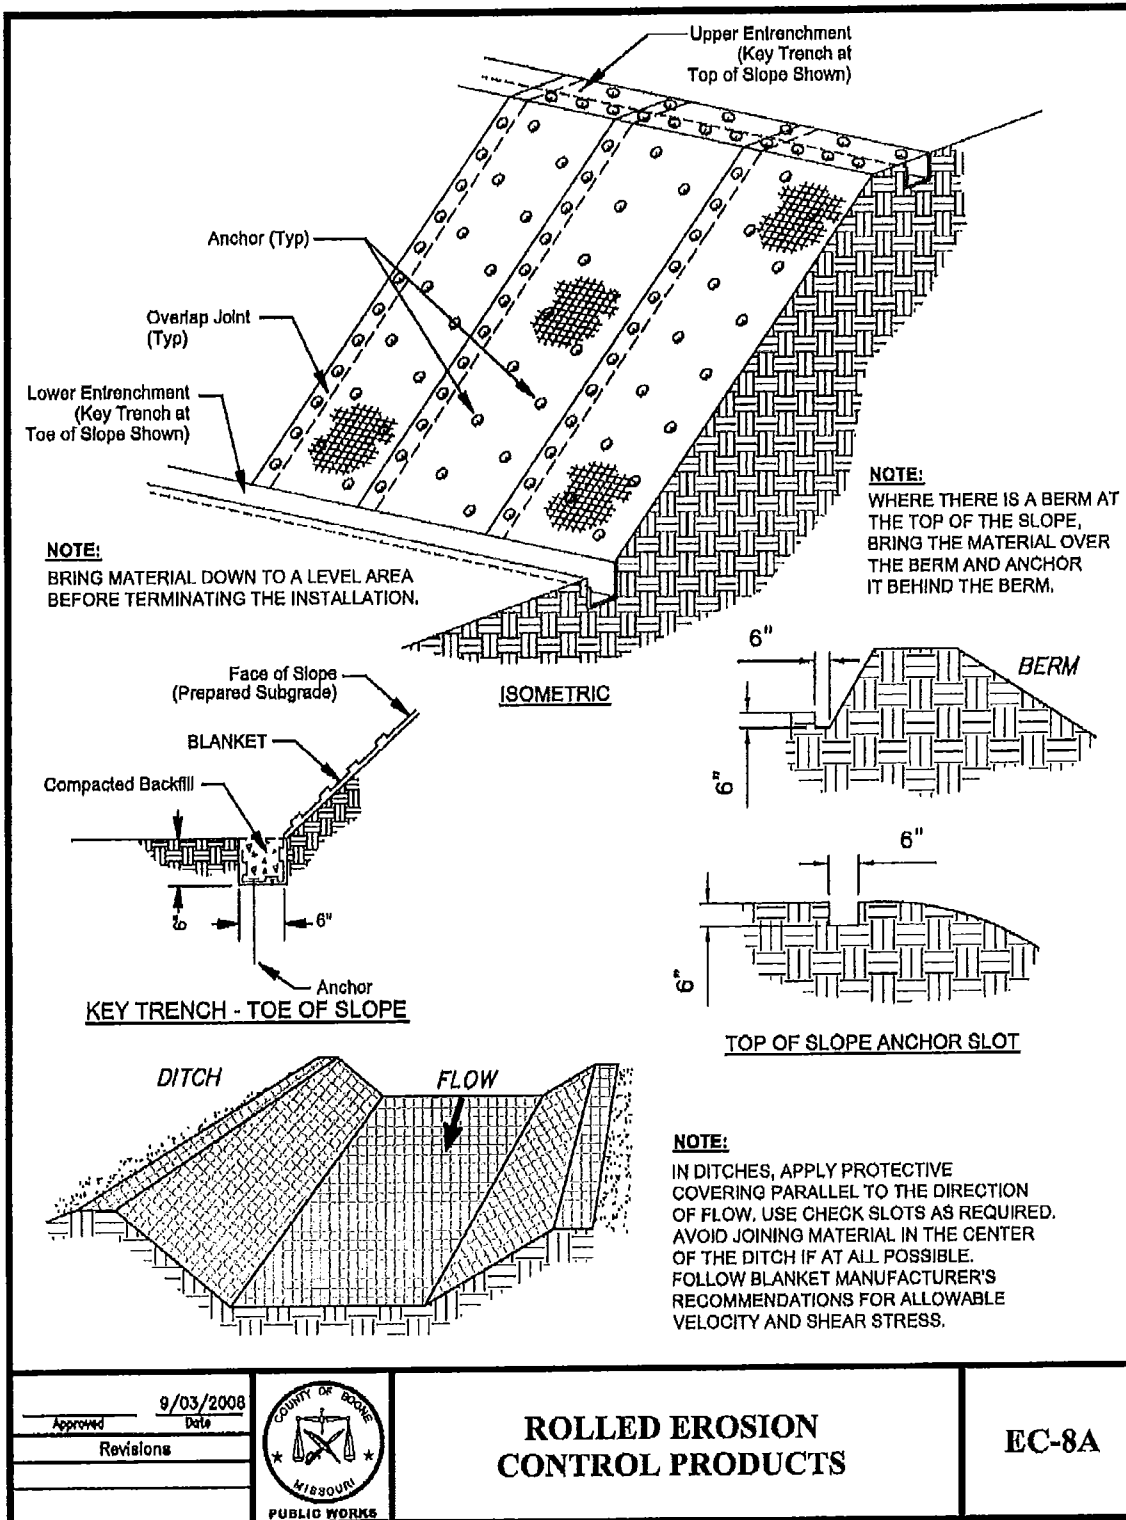 Upper Entrenchment
(Key Trench at
Top of Slope Shown)
Anchor (Typ)
Overlap Joint
(Typ)
Lower Entrenchment
(Key Trench at
Toe of Slope Shown)
NOTE:
BRING MATERIAL DOWN TO A LEVEL AREA
BEFORE TERMINATING THE INSTALLATION.
NOTE:
WHERE THERE IS A BERM AT
THE TOP OF THE SLOPE,
BRING THE MATERIAL OVER
THE BERM AND ANCHOR
IT BEHIND THE BERM.
ISOMETRIC
Face of Slope
(Prepared Subgrade)
BLANKET
Compacted Backfill
6"
6"
Anchor
KEY TRENCH - TOE OF SLOPE
6"
BERM
6"
6"
6"
TOP OF SLOPE ANCHOR SLOT
DITCH
FLOW
NOTE:
IN DITCHES, APPLY PROTECTIVE
COVERING PARALLEL TO THE DIRECTION
OF FLOW. USE CHECK SLOTS AS REQUIRED.
AVOID JOINING MATERIAL IN THE CENTER
OF THE DITCH IF AT ALL POSSIBLE.
FOLLOW BLANKET MANUFACTURER'S
RECOMMENDATIONS FOR ALLOWABLE
VELOCITY AND SHEAR STRESS.
9/03/2008
Approved Date
Revisions
COUNTY OF BOONE
MISSOURI
PUBLIC WORKS
ROLLED EROSION
CONTROL PRODUCTS
EC-8A